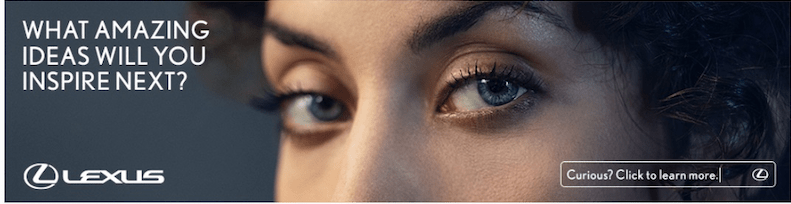 WHAT AMAZING
IDEAS WILL YOU
INSPIRE NEXT?
LEXUS
Curious? Click to learn more.